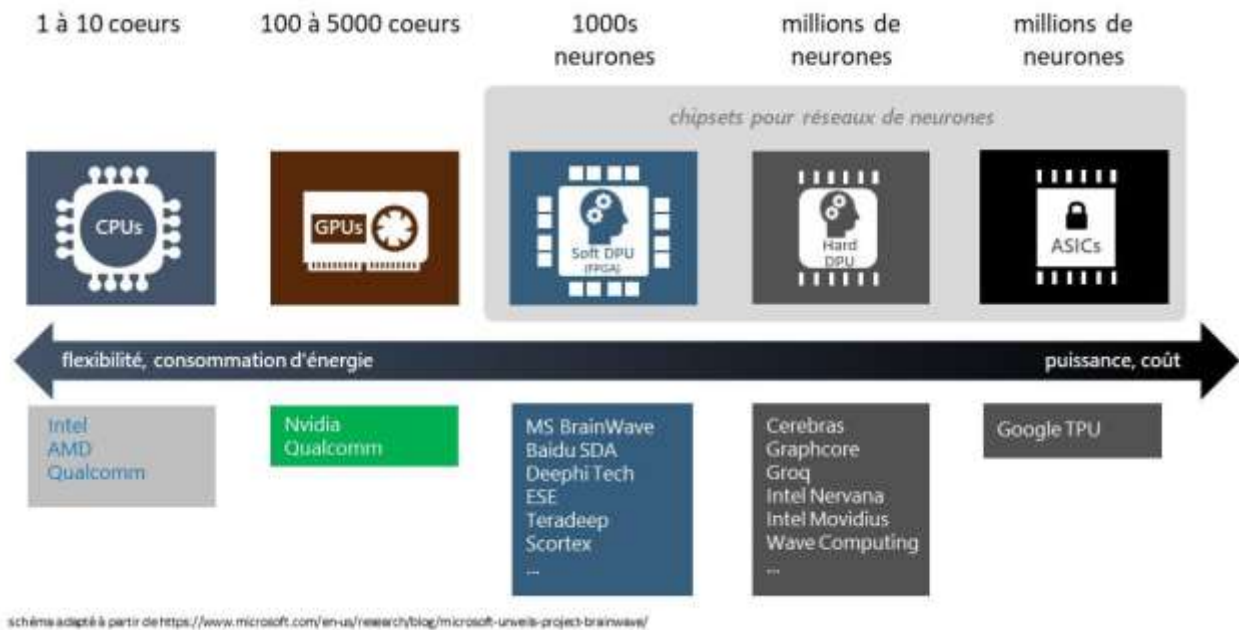 1 à 10 coeurs
100 à 5000 coeurs
1000s
neurones
millions de
neurones
millions de
neurones
chipsets pour réseaux de neurones
CPUs
GPUs
Soft DPU
(FPGA)
Hard
DPU
ASICs
flexibilité, consommation d'énergie
puissance, coût
Intel
AMD
Qualcomm
Nvidia
Qualcomm
MS BrainWave
Baidu SDA
Deephi Tech
ESE
Teradeep
Scortex
...
Cerebras
Graphcore
Groq
Intel Nervana
Intel Movidius
Wave Computing
...
Google TPU
schéma adapté à partir de https://www.microsoft.com/en-us/research/blog/microsoft-unveils-project-brainwave/